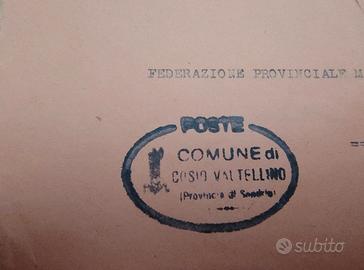 FEDERAZIONE PROVINCIALE M
POSTE
COMUNE di
COSIO VALTELLINO
(Provincia di Sondrio)
subito